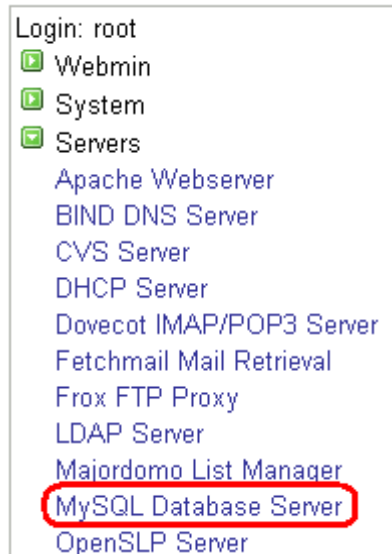 Login: root
Webmin
System
Servers
Apache Webserver
BIND DNS Server
CVS Server
DHCP Server
Dovecot IMAP/POP3 Server
Fetchmail Mail Retrieval
Frox FTP Proxy
LDAP Server
Majordomo List Manager
MySQL Database Server
OpenSLP Server